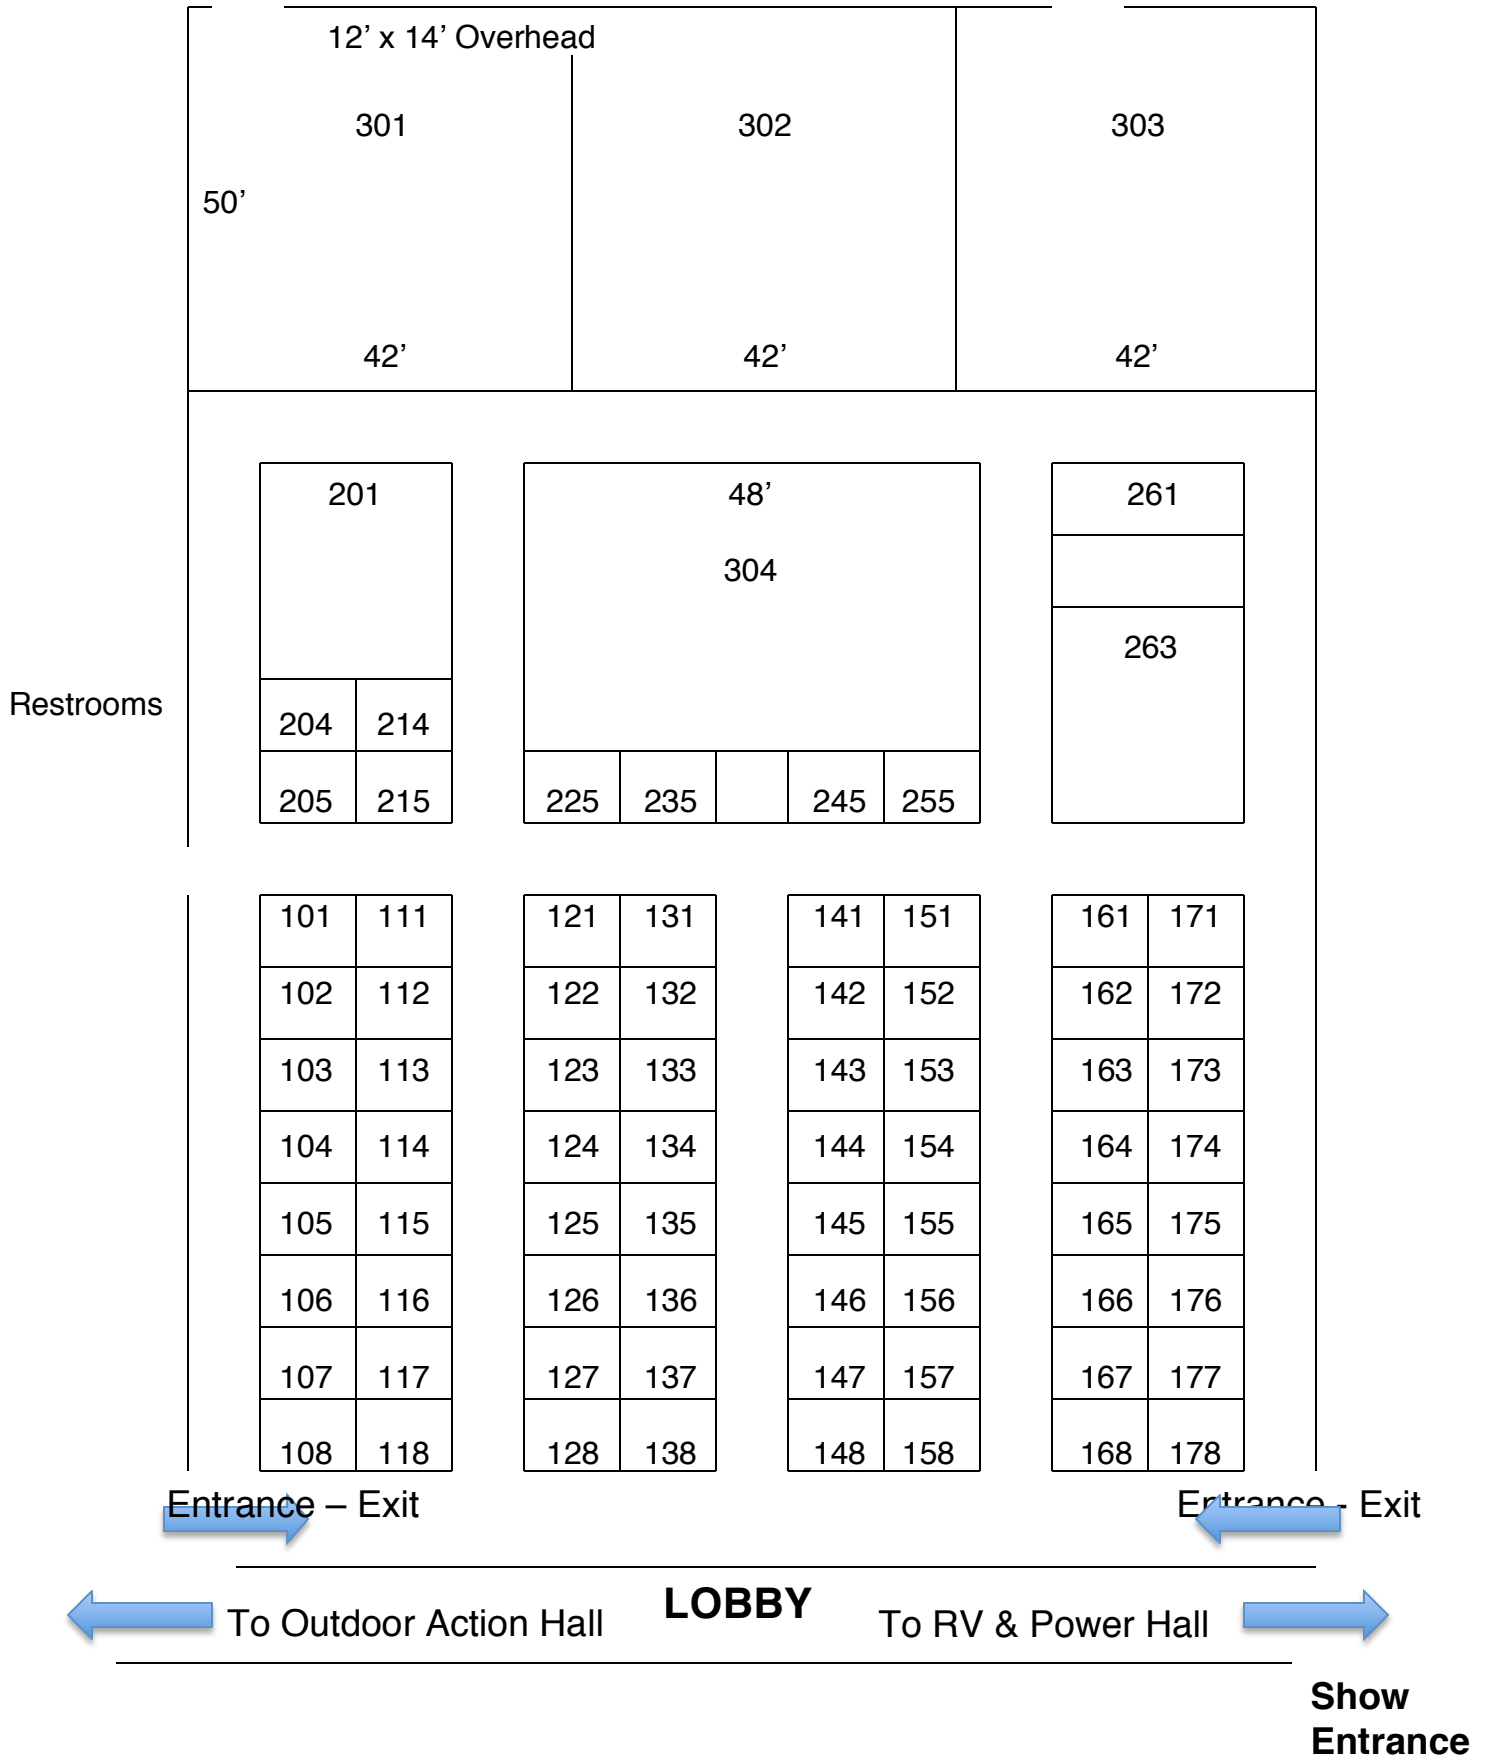 12’ x 14’ Overhead
301 302 303
50’
42’ 42’ 42’
201 48’ 261
304
263
Restrooms
204 214
205 215 225 235 245 255
101 111 121 131 141 151 161 171
102 112 122 132 142 152 162 172
103 113 123 133 143 153 163 173
104 114 124 134 144 154 164 174
105 115 125 135 145 155 165 175
106 116 126 136 146 156 166 176
107 117 127 137 147 157 167 177
108 118 128 138 148 158 168 178
Entrance – Exit Entrance - Exit
LOBBY
To Outdoor Action Hall To RV & Power Hall
Show
Entrance